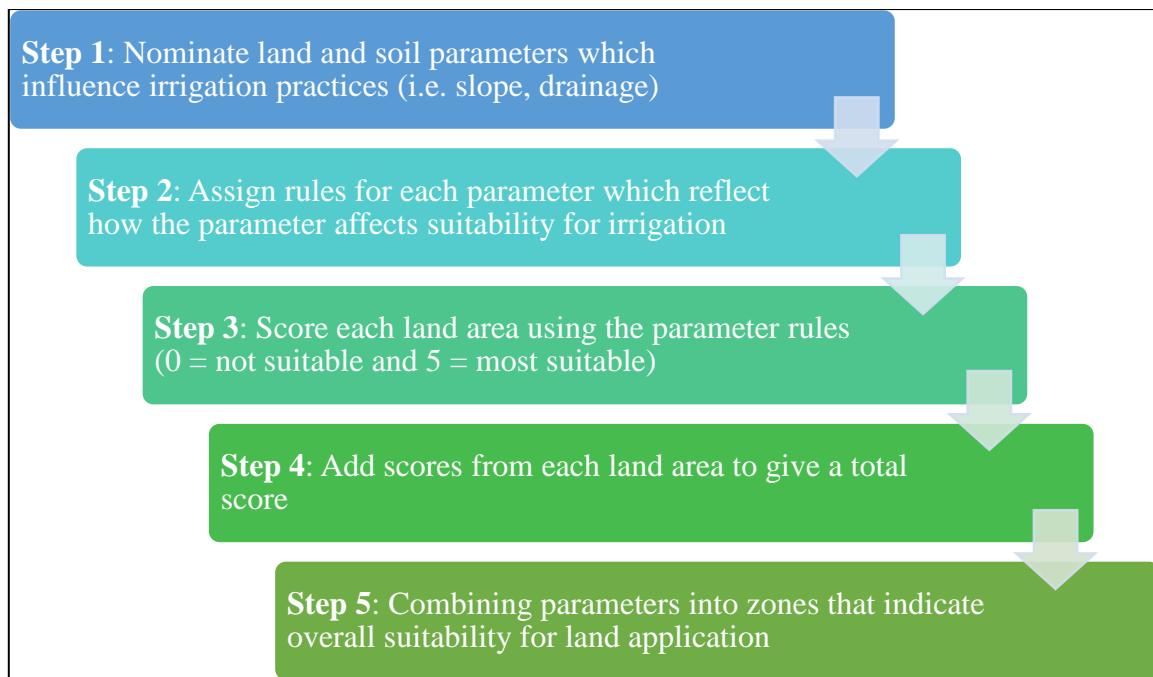 Step 1: Nominate land and soil parameters which
influence irrigation practices (i.e. slope, drainage)
Step 2: Assign rules for each parameter which reflect
how the parameter affects suitability for irrigation
Step 3: Score each land area using the parameter rules
(0 = not suitable and 5 = most suitable)
Step 4: Add scores from each land area to give a total
score
Step 5: Combining parameters into zones that indicate
overall suitability for land application